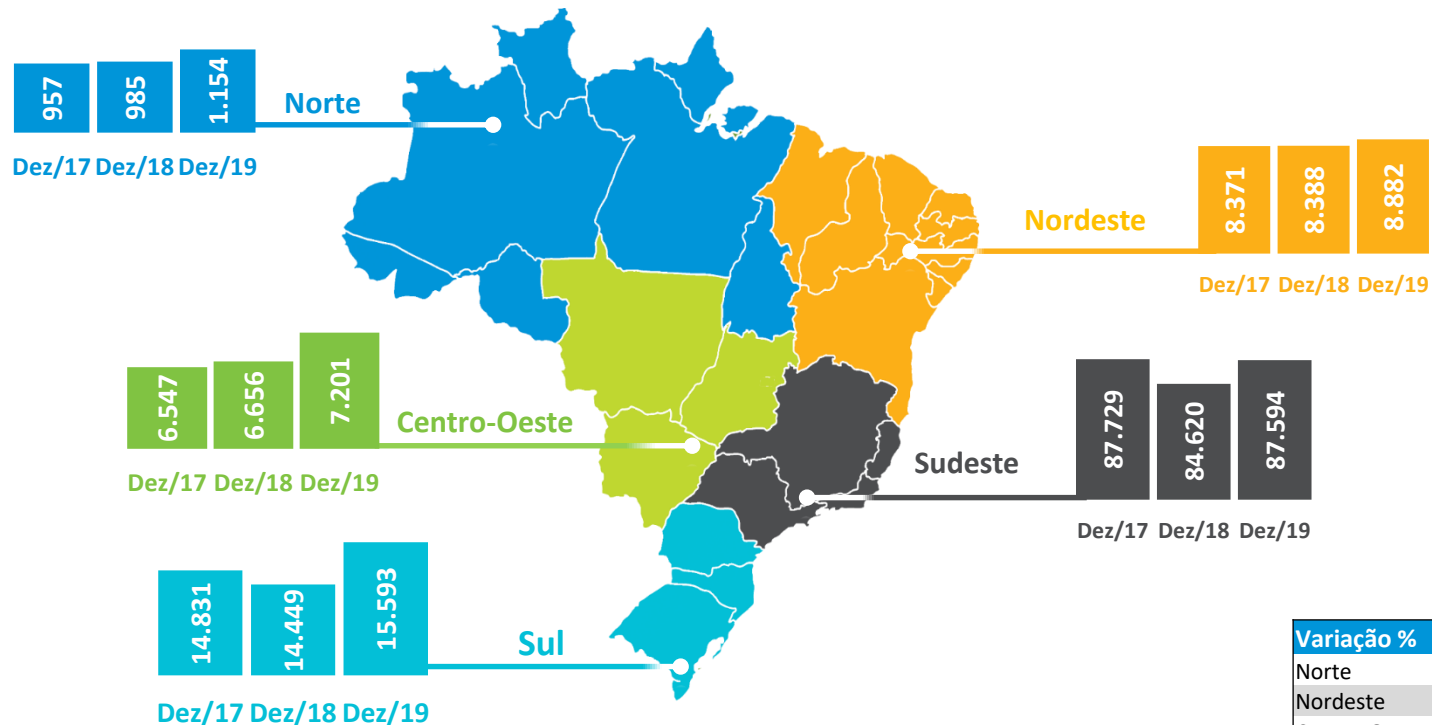 957
985
1.154
Norte
Dez/17 Dez/18 Dez/19
8.371
8.388
8.882
Nordeste
Dez/17 Dez/18 Dez/19
6.547
6.656
7.201
Centro-Oeste
Dez/17 Dez/18 Dez/19
87.729
84.620
87.594
Sudeste
Dez/17 Dez/18 Dez/19
14.831
14.449
15.593
Sul
Dez/17 Dez/18 Dez/19
Variação %
Norte
Nordeste